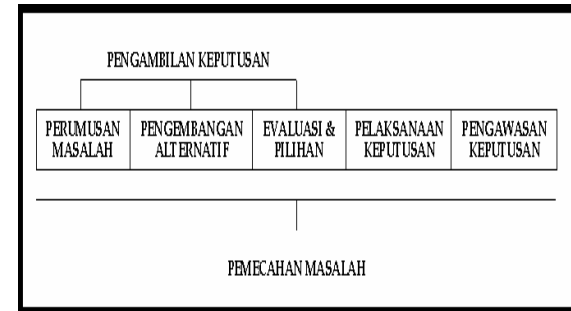 PENGAMBILAN KEPUTUSAN
PERUMUSAN
MASALAH
PENGEMBANGAN
ALTERNATIF
EVALUASI &
PILIHAN
PELAKSANAAN
KEPUTUSAN
PENGAWASAN
KEPUTUSAN
PEMECAHAN MASALAH